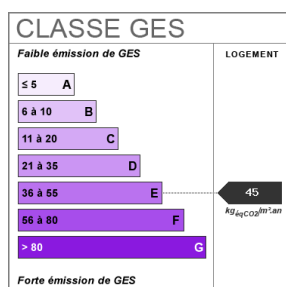 CLASSE GES
Faible émission de GES
LOGEMENT
≤ 5 A
6 à 10 B
11 à 20 C
21 à 35 D
36 à 55 E
45
kgéqCO2/m².an
56 à 80 F
> 80 G
Forte émission de GES